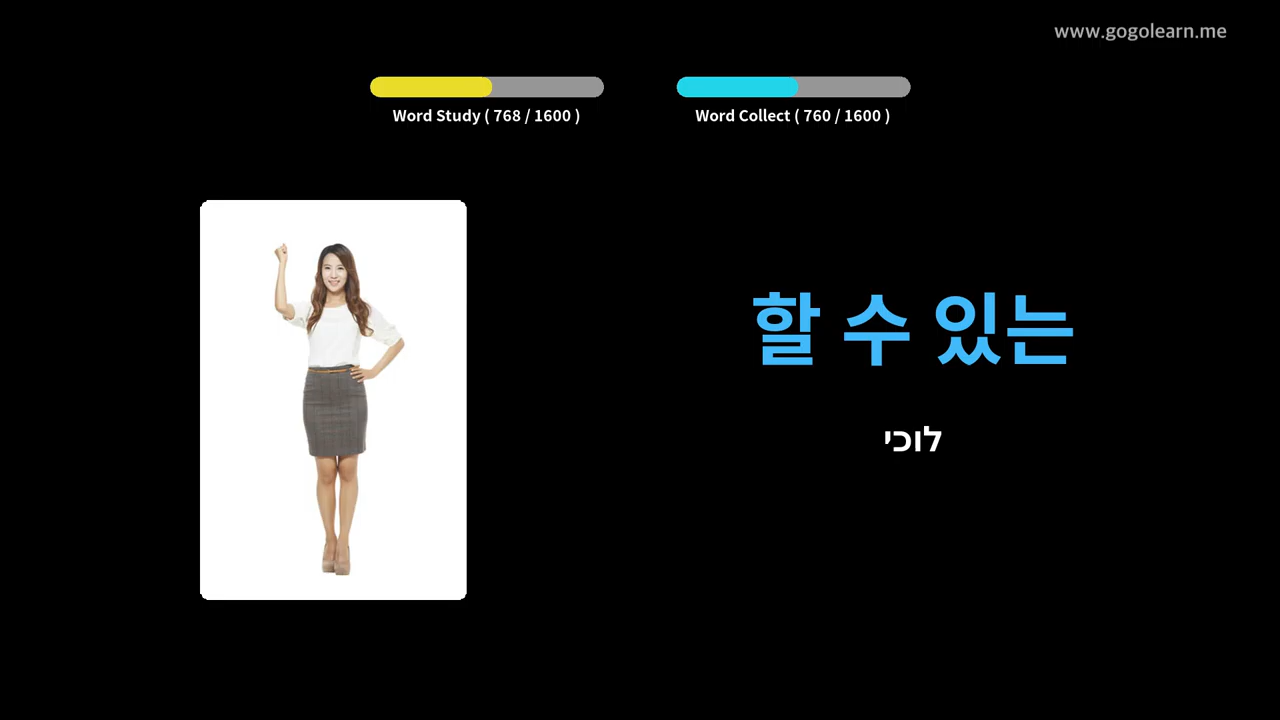 www.gogolearn.me
Word Study ( 768 / 1600 )
Word Collect ( 760 / 1600 )
할 수 있는
לוכי